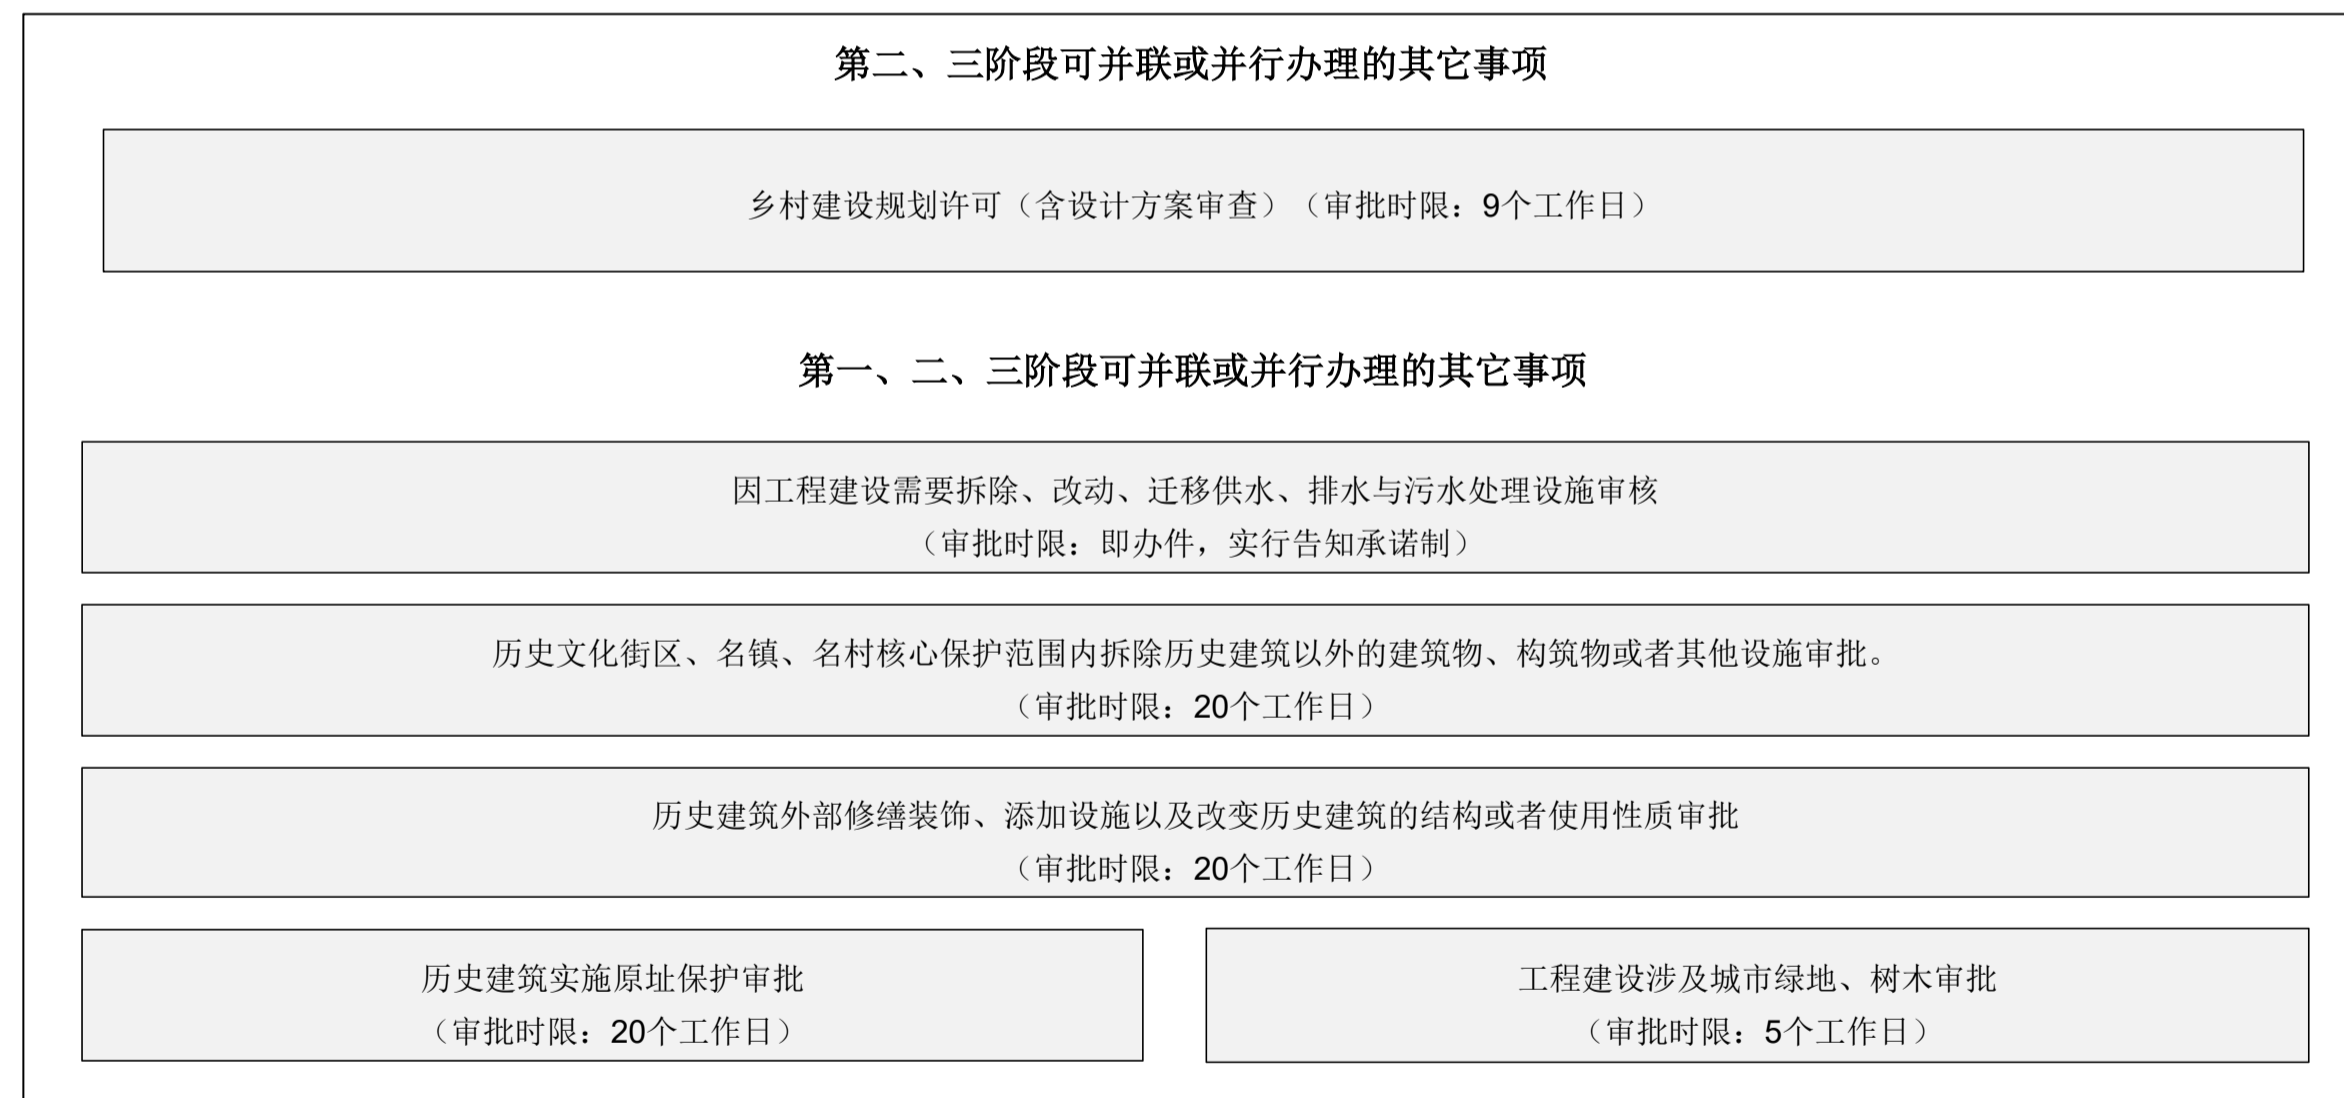 第二、三阶段可并联或并行办理的其它事项
乡村建设规划许可（含设计方案审查）（审批时限：9个工作日）
第一、二、三阶段可并联或并行办理的其它事项
因工程建设需要拆除、改动、迁移供水、排水与污水处理设施审核
（审批时限：即办件，实行告知承诺制）
历史文化街区、名镇、名村核心保护范围内拆除历史建筑以外的建筑物、构筑物或者其他设施审批。
（审批时限：20个工作日）
历史建筑外部修缮装饰、添加设施以及改变历史建筑的结构或者使用性质审批
（审批时限：20个工作日）
历史建筑实施原址保护审批
（审批时限：20个工作日）
工程建设涉及城市绿地、树木审批
（审批时限：5个工作日）